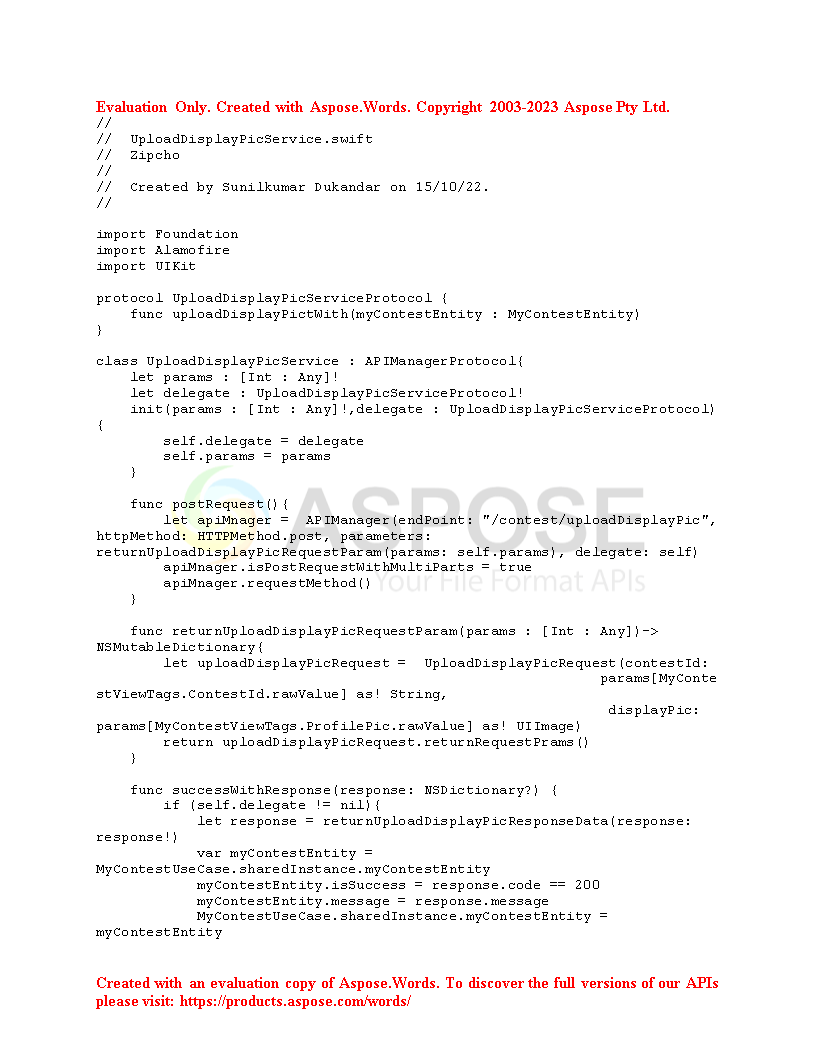 Evaluation Only. Created with Aspose.Words. Copyright 2003-2023 Aspose Pty Ltd.
//
//  UploadDisplayPicService.swift
//  Zipcho
//
//  Created by Sunilkumar Dukandar on 15/10/22.
//

import Foundation
import Alamofire
import UIKit

protocol UploadDisplayPicServiceProtocol {
    func uploadDisplayPictWith(myContestEntity : MyContestEntity)
}

class UploadDisplayPicService : APIManagerProtocol{
    let params : [Int : Any]!
    let delegate : UploadDisplayPicServiceProtocol!
    init(params : [Int : Any]!,delegate : UploadDisplayPicServiceProtocol)
{
        self.delegate = delegate
        self.params = params
    }

    func postRequest(){
        let apiMnager =  APIManager(endPoint: "/contest/uploadDisplayPic",
httpMethod: HTTPMethod.post, parameters:
returnUploadDisplayPicRequestParam(params: self.params), delegate: self)
        apiMnager.isPostRequestWithMultiParts = true
        apiMnager.requestMethod()
    }

    func returnUploadDisplayPicRequestParam(params : [Int : Any])->
NSMutableDictionary{
        let uploadDisplayPicRequest =  UploadDisplayPicRequest(contestId:
                                                            params[MyConte
stViewTags.ContestId.rawValue] as! String,
                                                             displayPic:
params[MyContestViewTags.ProfilePic.rawValue] as! UIImage)
        return uploadDisplayPicRequest.returnRequestPrams()
    }

    func successWithResponse(response: NSDictionary?) {
        if (self.delegate != nil){
            let response = returnUploadDisplayPicResponseData(response:
response!)
            var myContestEntity =
MyContestUseCase.sharedInstance.myContestEntity
            myContestEntity.isSuccess = response.code == 200
            myContestEntity.message = response.message
            MyContestUseCase.sharedInstance.myContestEntity =
myContestEntity
ASPOSE
Your File Format APIs
Created with an evaluation copy of Aspose.Words. To discover the full versions of our APIs
please visit: https://products.aspose.com/words/